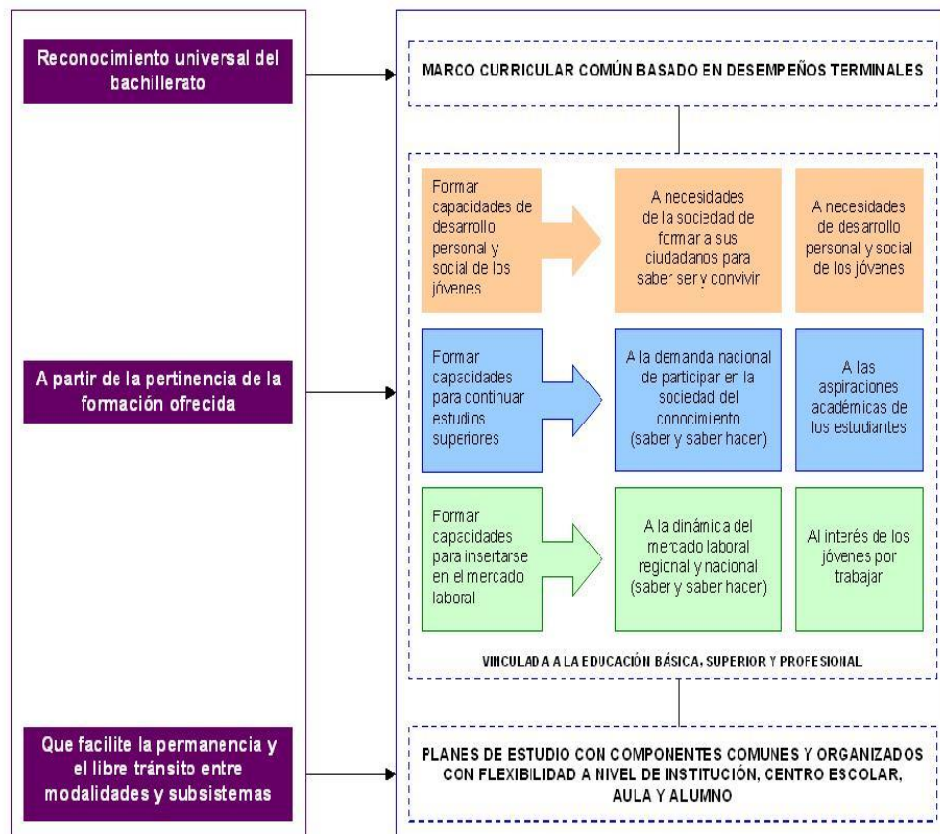 Reconocimiento universal del
bachillerato
MARCO CURRICULAR COMÚN BASADO EN DESEMPEÑOS TERMINALES
Formar
capacidades de
desarrollo
personal y
social de los
jóvenes
A necesidades
de la sociedad de
formar a sus
ciudadanos para
saber ser y convivir
A necesidades
de desarrollo
personal y social
de los jóvenes
A partir de la pertinencia de la
formación ofrecida
Formar
capacidades
para continuar
estudios
superiores
A la demanda nacional
de participar en la
sociedad del
conocimiento
(saber y saber hacer)
A las
aspiraciones
académicas de
los estudiantes
Formar
capacidades
para insertarse
en el mercado
laboral
A la dinámica del
mercado laboral
regional y nacional
(saber y saber hacer)
Al interés de los
jóvenes por
trabajar
VINCULADA A LA EDUCACIÓN BÁSICA, SUPERIOR Y PROFESIONAL
Que facilite la permanencia y
el libre tránsito entre
modalidades y subsistemas
PLANES DE ESTUDIO CON COMPONENTES COMUNES Y ORGANIZADOS
CON FLEXIBILIDAD A NIVEL DE INSTITUCIÓN, CENTRO ESCOLAR,
AULA Y ALUMNO